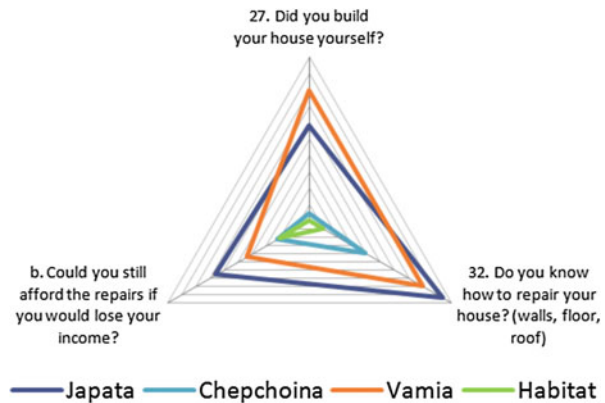 27. Did you build
your house yourself?
b. Could you still
afford the repairs if
you would lose your
income?
32. Do you know
how to repair your
house? (walls, floor,
roof)
Japata Chepchoina Vamia Habitat